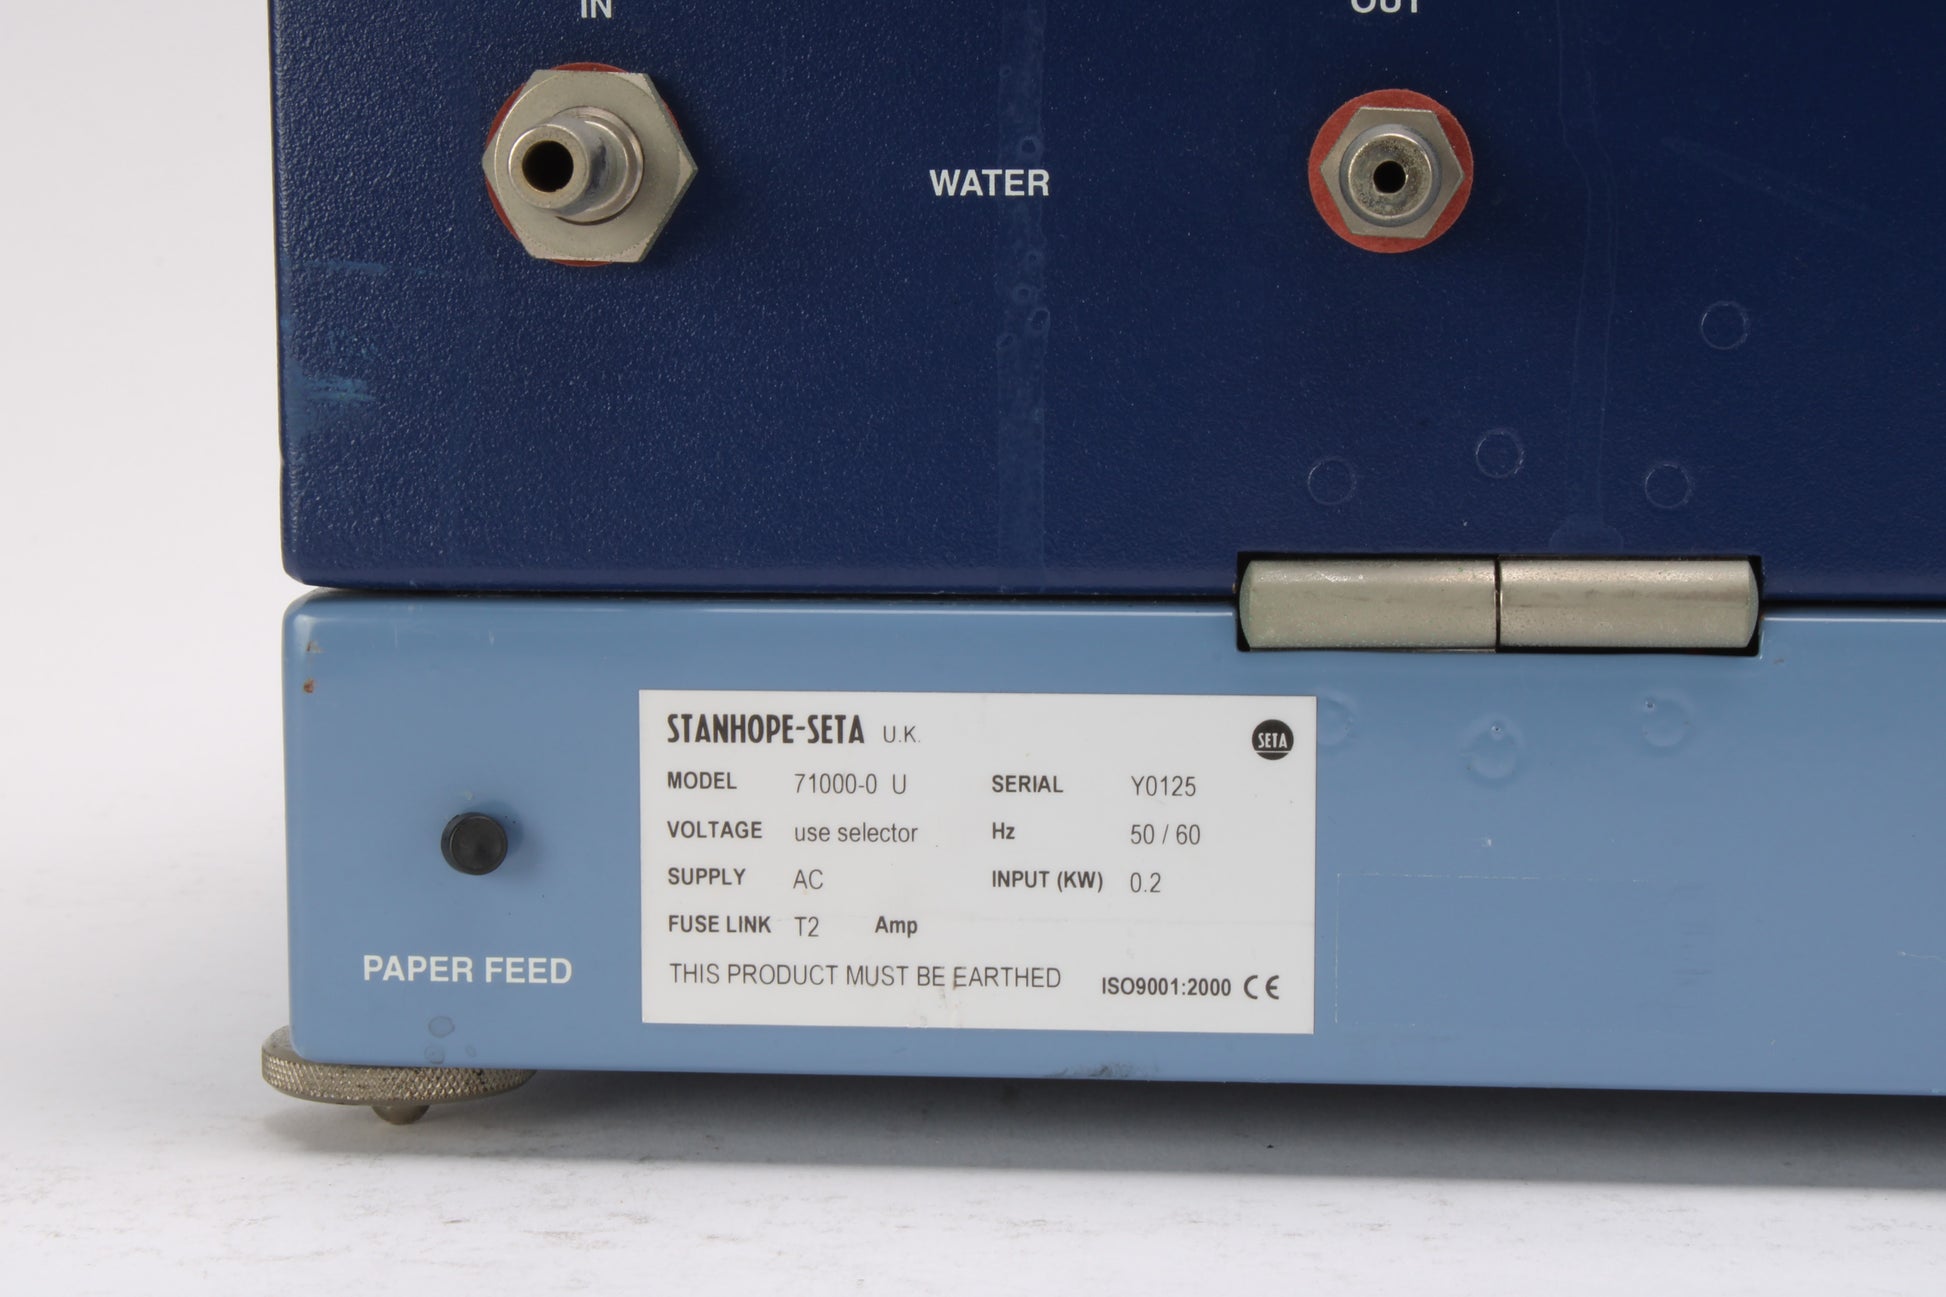 IN OUT
WATER
STANHOPE-SETA U.K.
SETA
MODEL 71000-0 U SERIAL Y0125
VOLTAGE use selector Hz 50 / 60
SUPPLY AC INPUT (KW) 0.2
FUSE LINK T2 Amp
THIS PRODUCT MUST BE EARTHED ISO9001:2000 CE
PAPER FEED